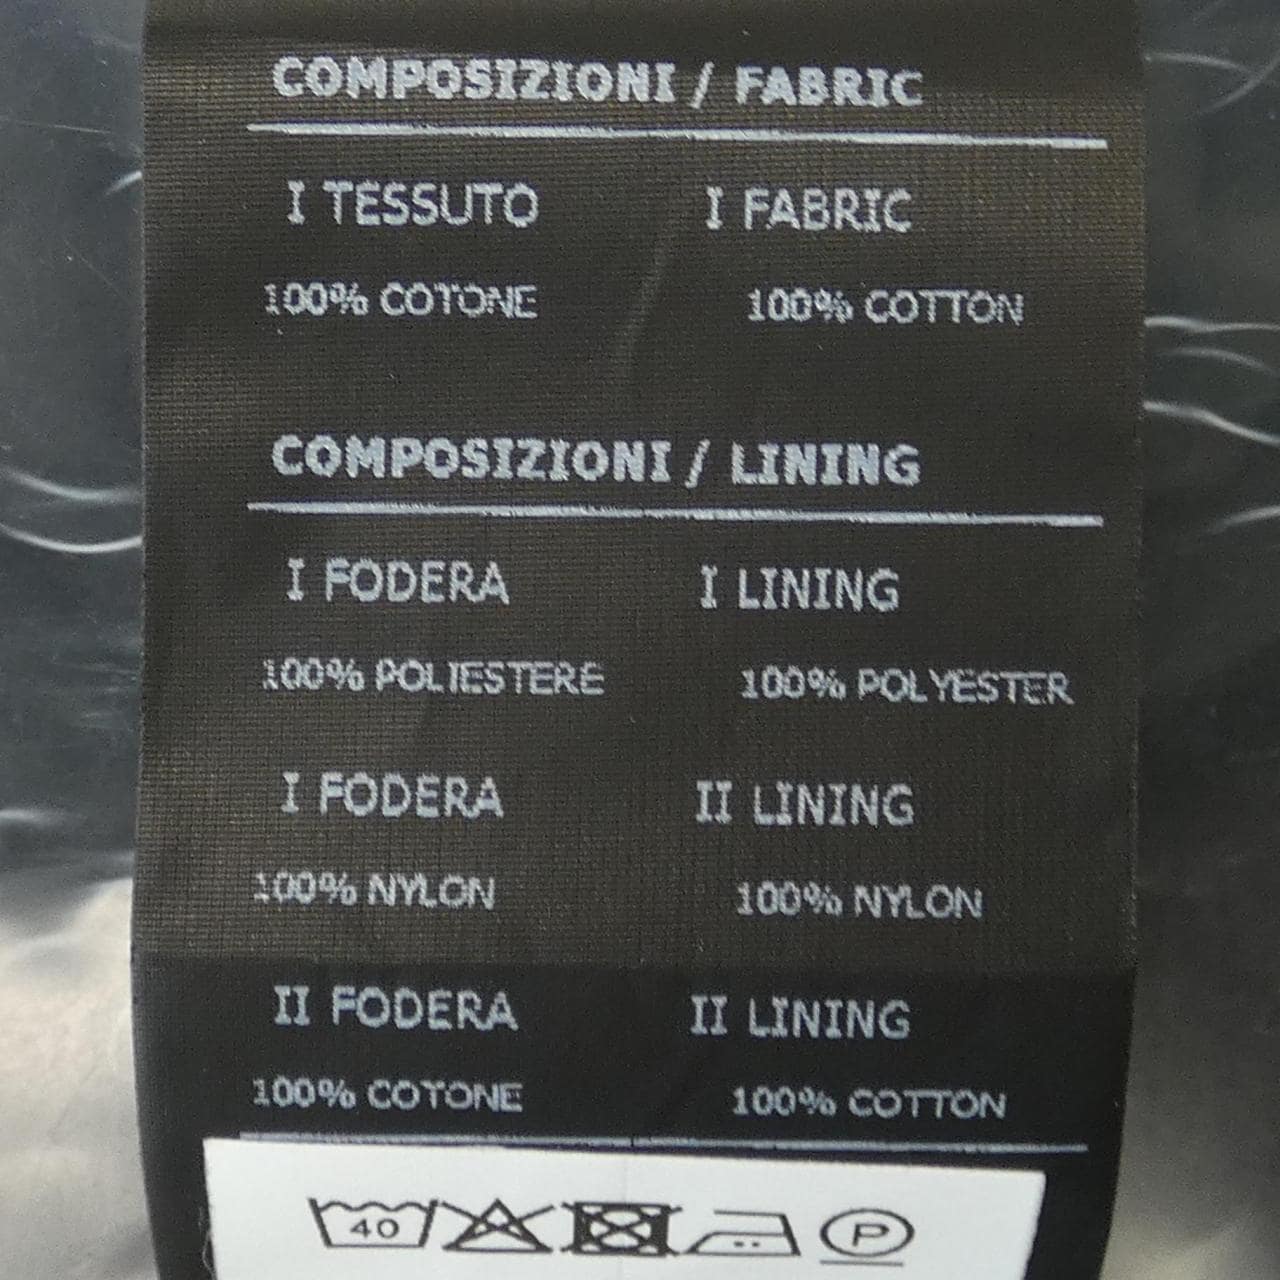 COMPOSIZIONI / FABRIC
I TESSUTO I FABRIC
100% COTONE 100% COTTON
COMPOSIZIONI / LINING
I FODERA I LINING
100% POLIESTERE 100% POLYESTER
I FODERA II LINING
100% NYLON 100% NYLON
II FODERA II LINING
100% COTONE 100% COTTON
40 P